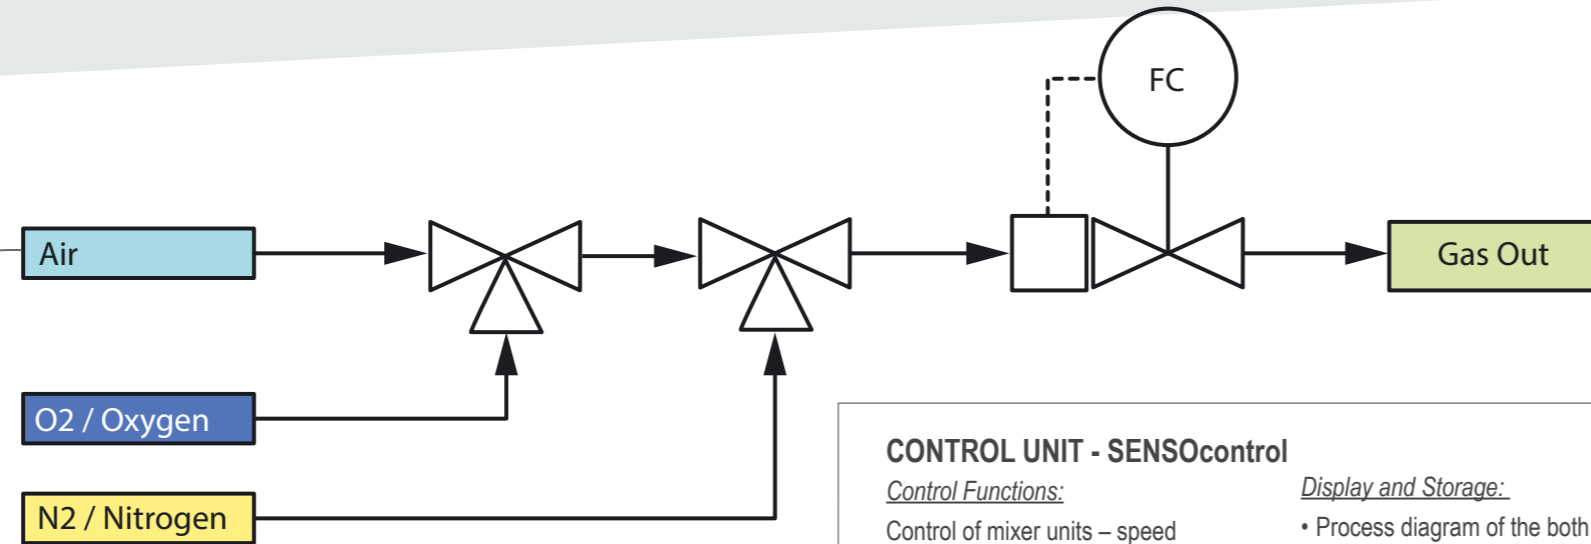 FC
Air
Gas Out
O2 / Oxygen
N2 / Nitrogen
CONTROL UNIT - SENSOcontrol
Control Functions:
Control of mixer units – speed
Display and Storage:
• Process diagram of the both